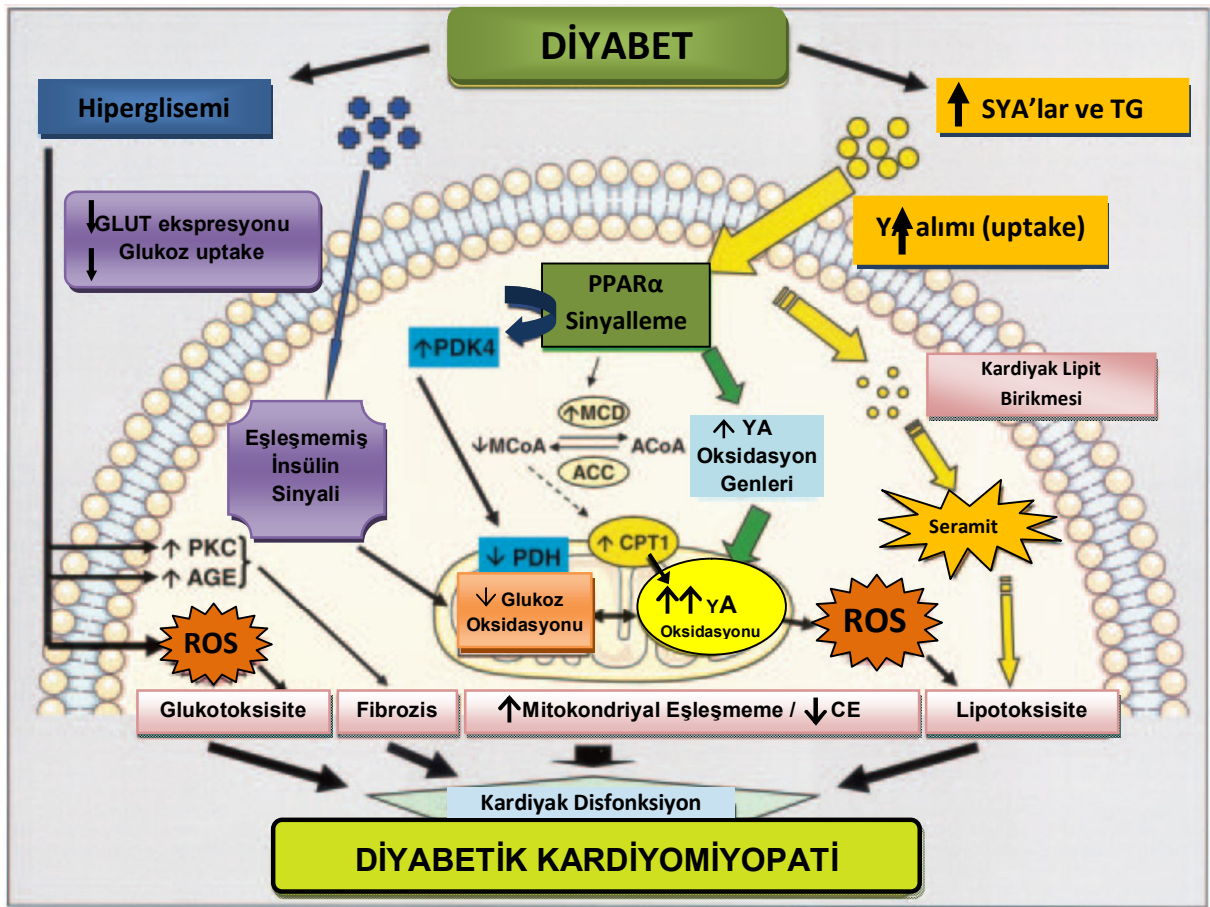 DİYABET
Hiperglisemi
↑ SYA'lar ve TG
↓GLUT ekspresyonu
↓ Glukoz uptake
YA↑alımı (uptake)
PPARα
Sinyalleme
↑PDK4
Kardiyak Lipit
Birikmesi
↑MCD
↓MCoA
ACoA
ACC
↑ YA
Oksidasyon
Genleri
Eşleşmemiş
İnsülin
Sinyali
Seramit
↑ PKC
↑ AGE
↓ PDH
↑ CPT1
↓ Glukoz
Oksidasyonu
↑↑ YA
Oksidasyonu
ROS
ROS
Glukotoksisite
Fibrozis
↑Mitokondriyal Eşleşmeme / ↓CE
Lipotoksisite
Kardiyak Disfonksiyon
DİYABETİK KARDİYOMİYOPATİ